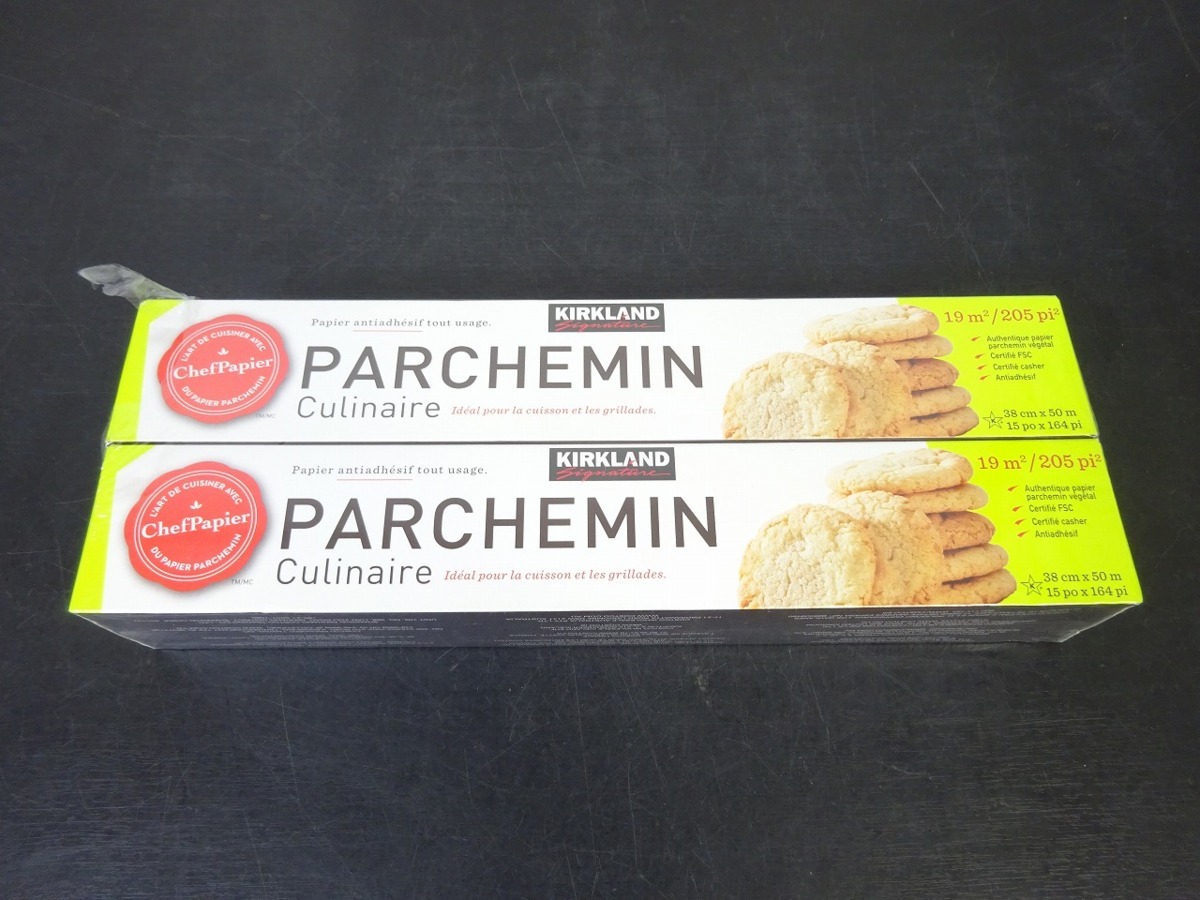 Papier antiadhésif tout usage.
KIRKLAND
Signature
19 m²/205 pi²
L'ART DE CUISINER AVEC
ChefPapier
DU PAPIER PARCHEMIN
TM/MC
PARCHEMIN
Culinaire
Idéal pour la cuisson et les grillades.
Authentique papier
parchemin végétal
Certifié FSC
Certifié casher
Antiadhésif
K
38 cm x 50 m
15 po x 164 pi
Papier antiadhésif tout usage.
KIRKLAND
Signature
19 m²/205 pi²
L'ART DE CUISINER AVEC
ChefPapier
DU PAPIER PARCHEMIN
TM/MC
PARCHEMIN
Culinaire
Idéal pour la cuisson et les grillades.
Authentique papier
parchemin végétal
Certifié FSC
Certifié casher
Antiadhésif
K
38 cm x 50 m
15 po x 164 pi